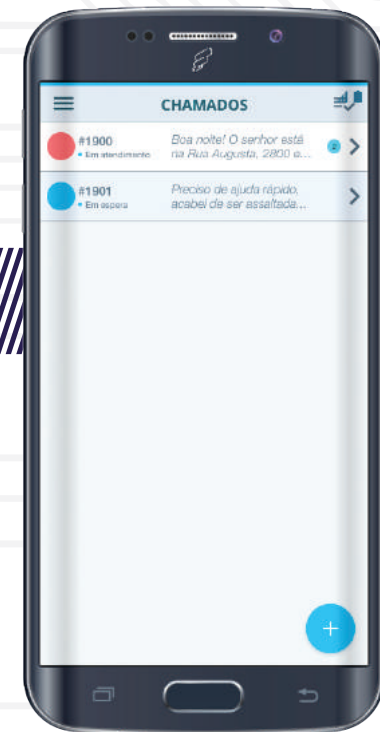 CHAMADOS
#1900
• Em atendimento
Boa noite! O senhor está
na Rua Augusta, 2800 e...
2
#1901
• Em espera
Preciso de ajuda rápido,
acabei de ser assaltada...